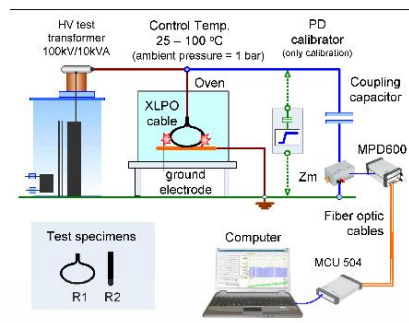 HV test
transformer
100kV/10kVA
Control Temp.
25 – 100 ºC
(ambient pressure = 1 bar)
PD
calibrator
(only calibration)
Oven
XLPO
cable
ground
electrode
Coupling
capacitor
MPD600
Zm
Fiber optic
cables
Test specimens
R1 R2
Computer
MCU 504